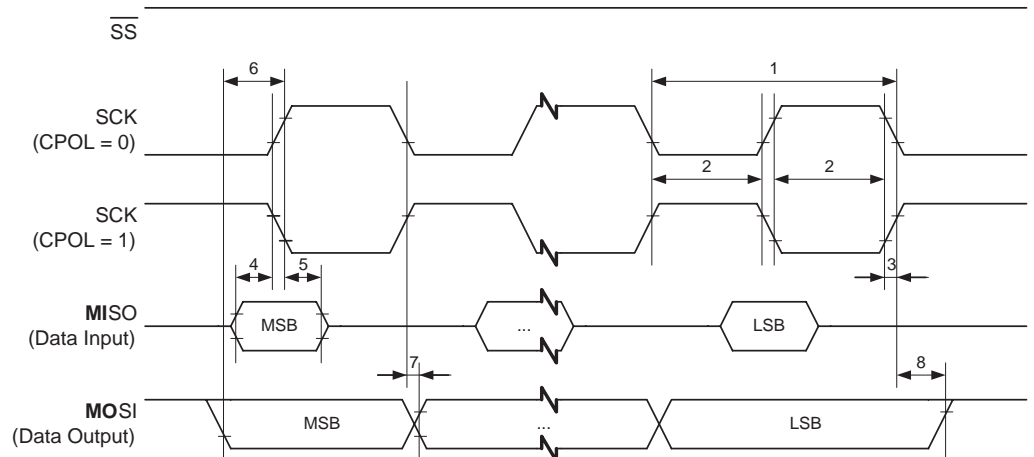 SS
6
1
SCK
(CPOL = 0)
2
2
SCK
(CPOL = 1)
4
5
3
MISO
(Data Input)
MSB
...
LSB
7
8
MOSI
(Data Output)
MSB
...
LSB